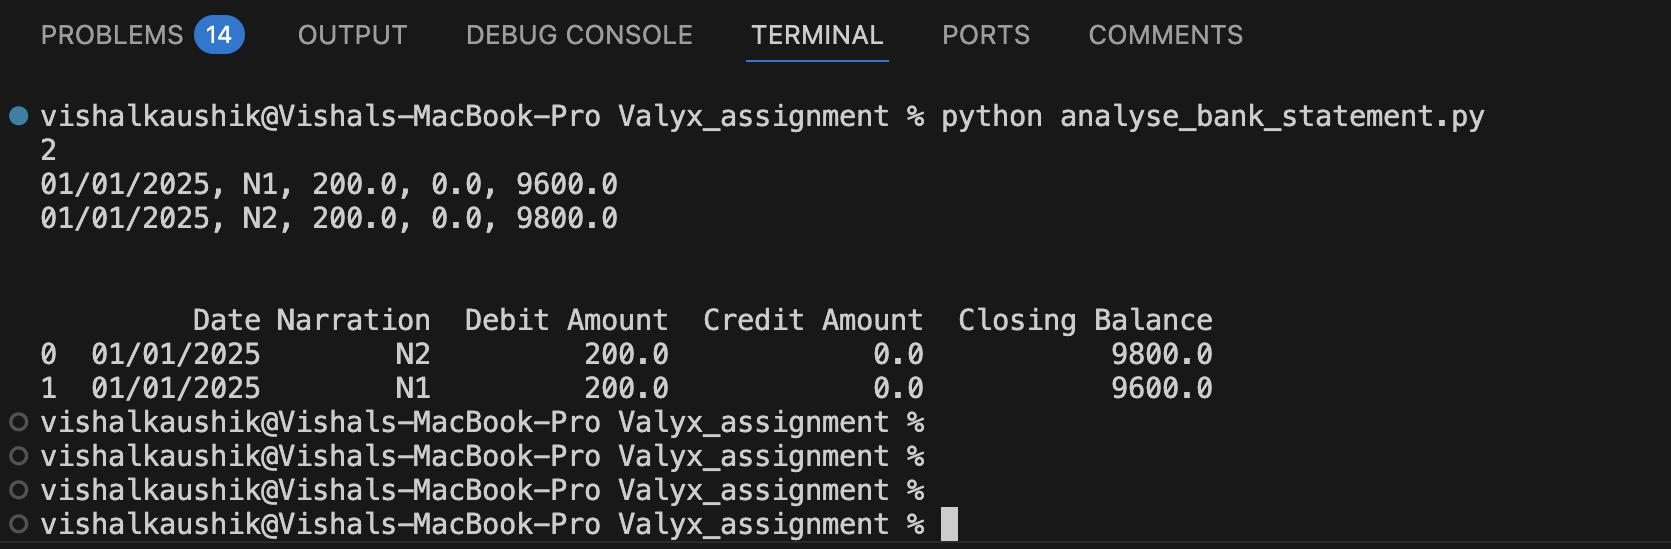 PROBLEMS 14 OUTPUT DEBUG CONSOLE TERMINAL PORTS COMMENTS
vishalkaushik@Vishals-MacBook-Pro Valyx_assignment % python analyse_bank_statement.py
2
01/01/2025, N1, 200.0, 0.0, 9600.0
01/01/2025, N2, 200.0, 0.0, 9800.0
Date Narration Debit Amount Credit Amount Closing Balance
0 01/01/2025 N2 200.0 0.0 9800.0
1 01/01/2025 N1 200.0 0.0 9600.0
vishalkaushik@Vishals-MacBook-Pro Valyx_assignment %
vishalkaushik@Vishals-MacBook-Pro Valyx_assignment %
vishalkaushik@Vishals-MacBook-Pro Valyx_assignment %
vishalkaushik@Vishals-MacBook-Pro Valyx_assignment %